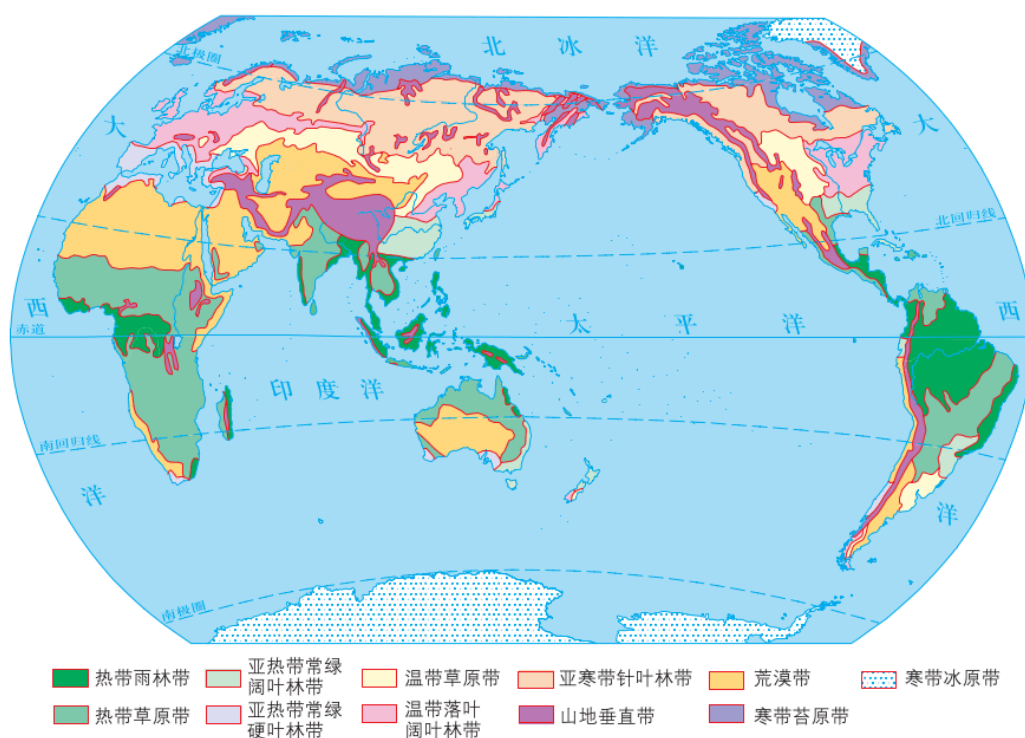 北冰洋
北极圈
大
大
北回归线
西
西
赤道
太平洋
印度洋
南回归线
洋
洋
南极圈
热带雨林带
亚热带常绿
阔叶林带
温带草原带
亚寒带针叶林带
荒漠带
寒带冰原带
热带草原带
亚热带常绿
硬叶林带
温带落叶
阔叶林带
山地垂直带
寒带苔原带